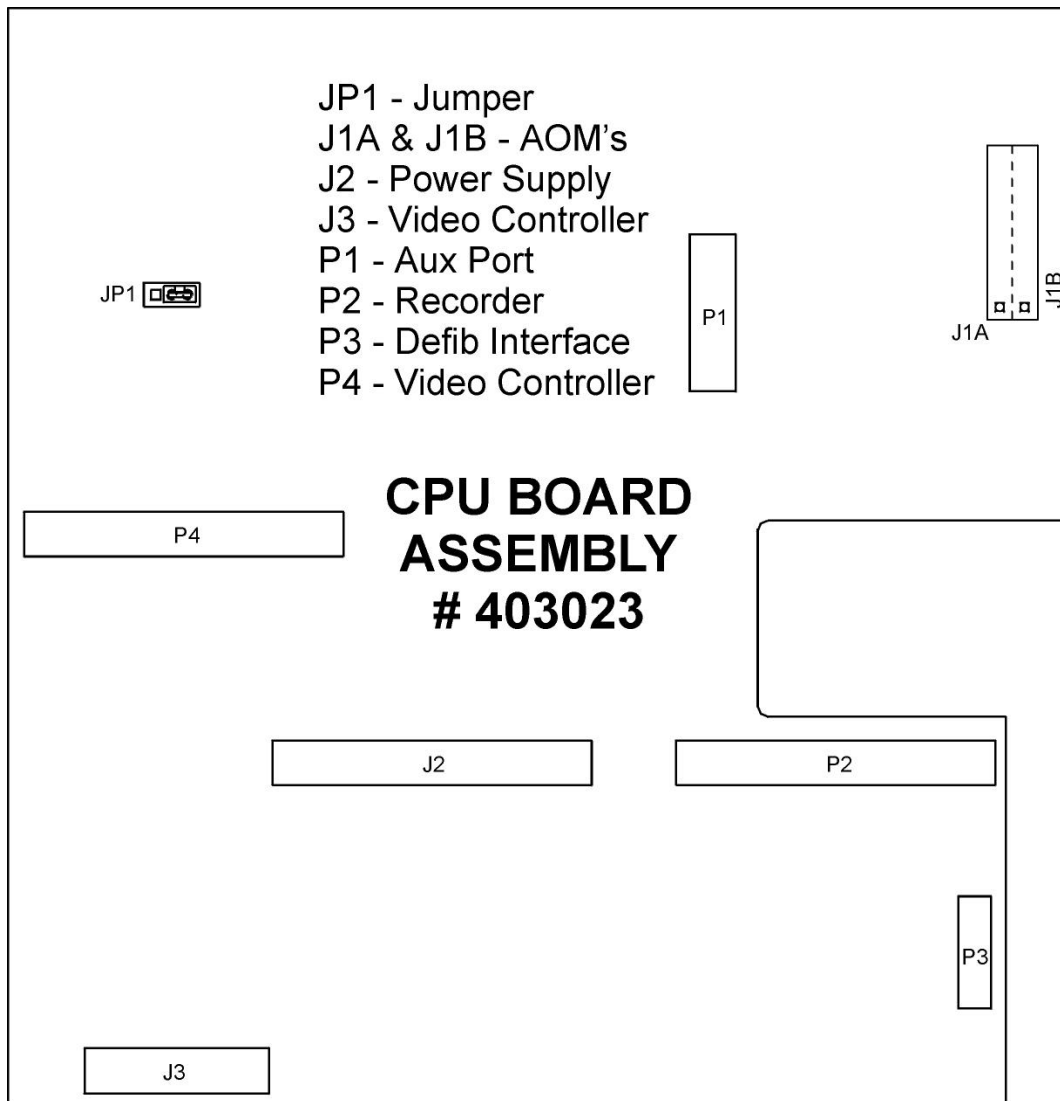 JP1 - Jumper
J1A & J1B - AOM's
J2 - Power Supply
J3 - Video Controller
P1 - Aux Port
P2 - Recorder
P3 - Defib Interface
P4 - Video Controller
JP1
P1
J1A
J1B
CPU BOARD
ASSEMBLY
# 403023
P4
J2
P2
P3
J3